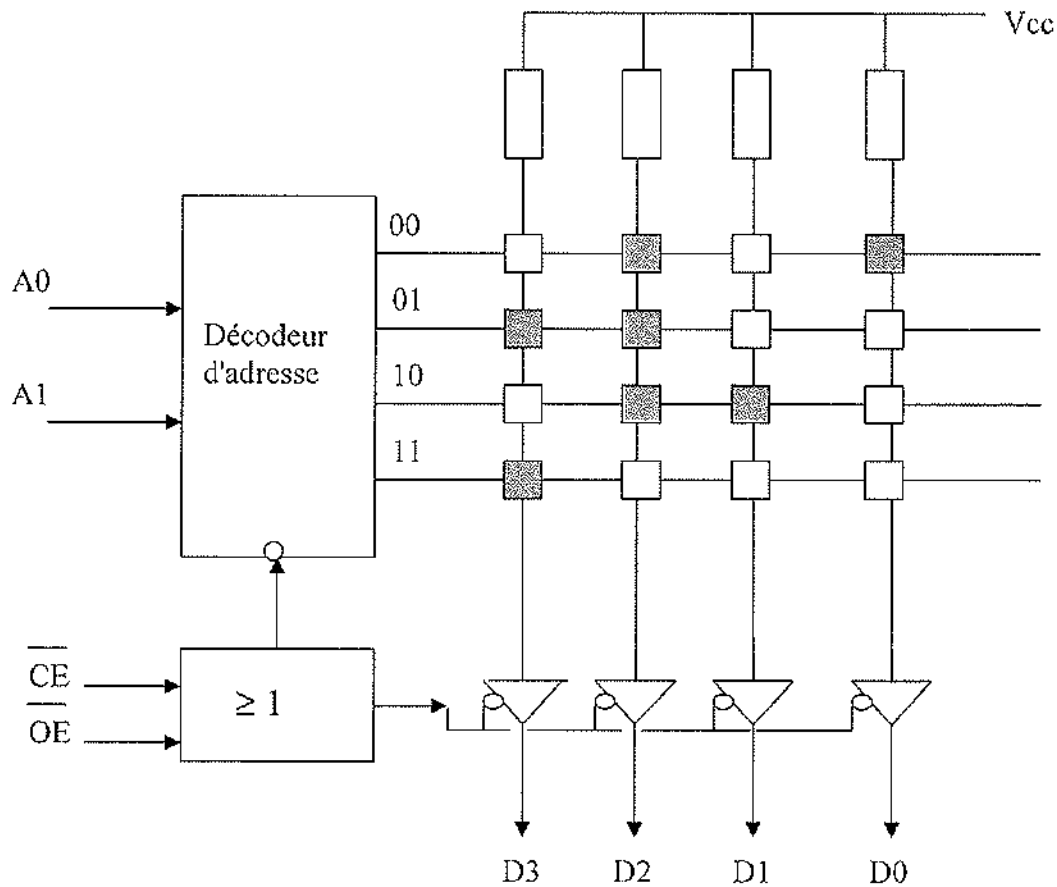 Vcc
00
A0
01
Décodeur
d'adresse
10
A1
11
CE
≥ 1
OE
D3 D2 D1 D0